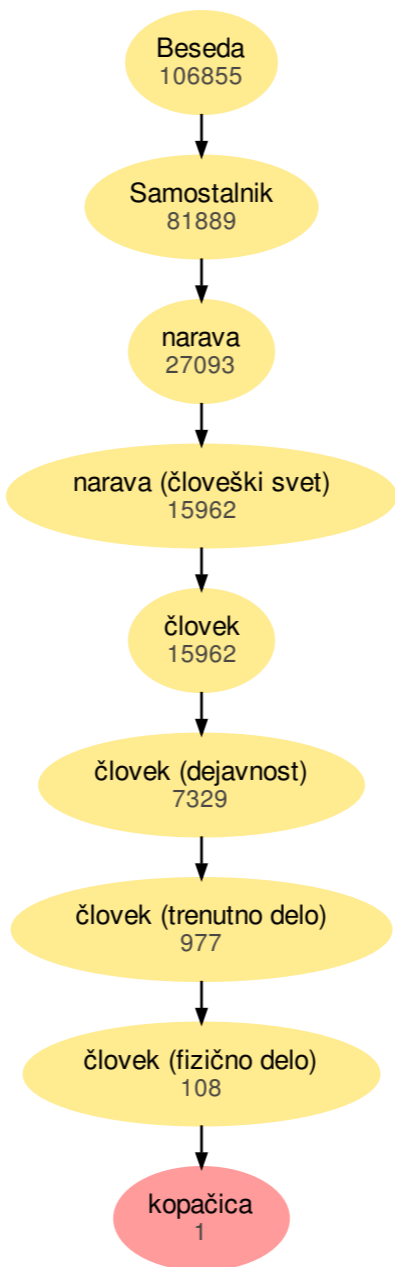 Beseda
106855
Samostalnik
81889
narava
27093
narava (človeški svet)
15962
človek
15962
človek (dejavnost)
7329
človek (trenutno delo)
977
človek (fizično delo)
108
kopačica
1